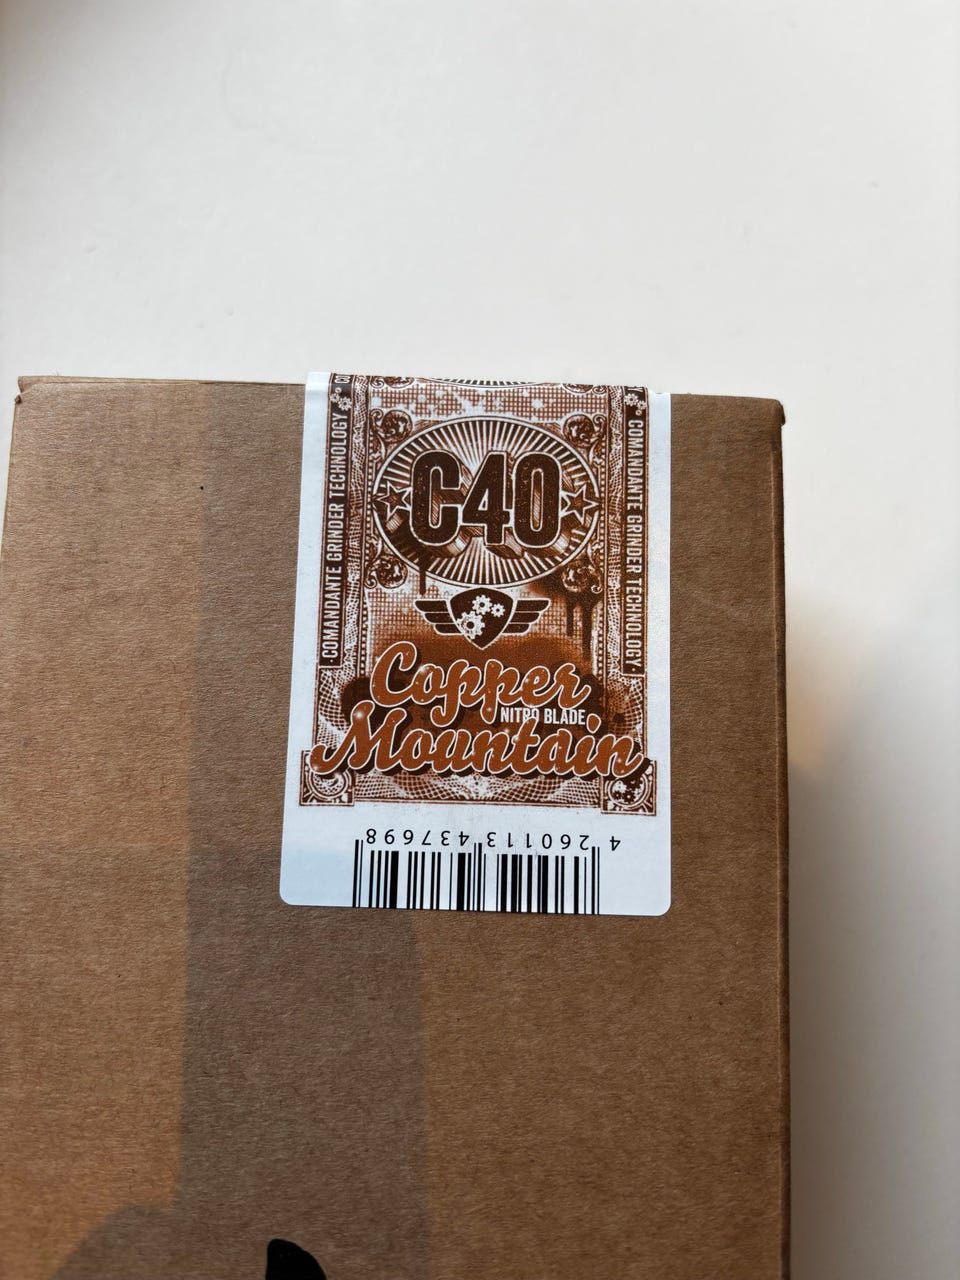 COMANDANTE GRINDER TECHNOLOGY
C40
COMANDANTE GRINDER TECHNOLOGY
Copper
NITRO BLADE
Mountain
4 260113 437698